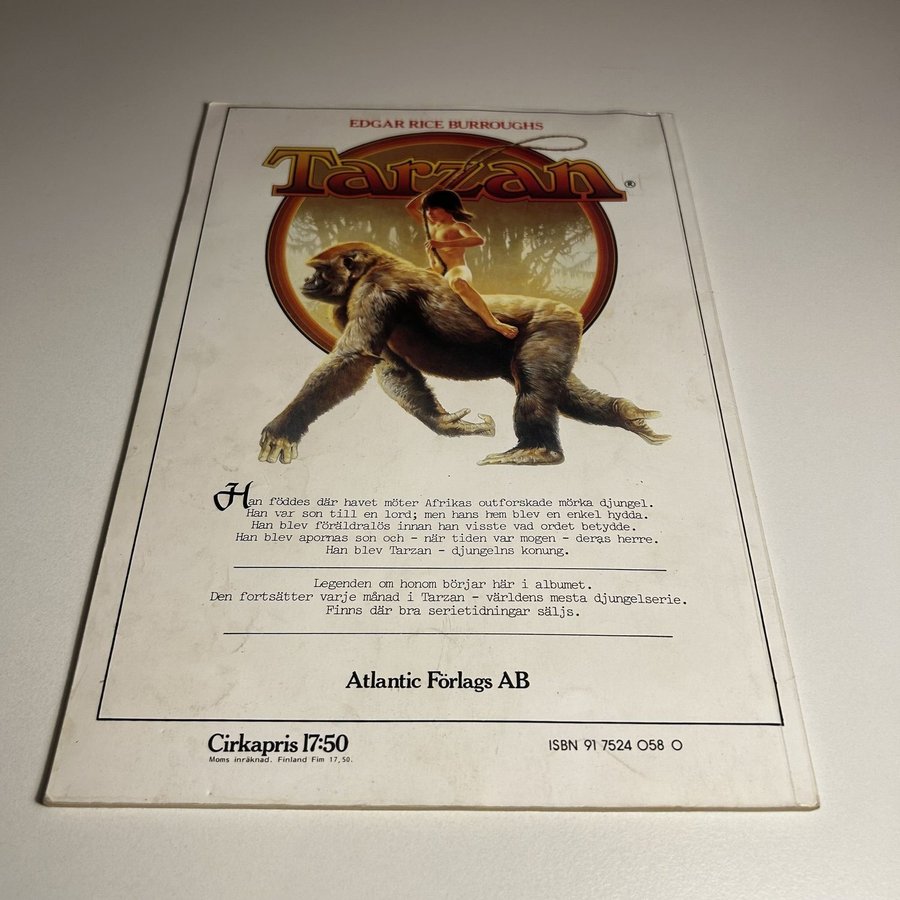 EDGAR RICE BURROUGHS
Tarzan®
Han föddes där havet möter Afrikas outforskade mörka djungel.
Han var son till en lord; men hans hem blev en enkel hydda.
Han blev föräldralös innan han visste vad ordet betydde.
Han blev apornas son och - när tiden var mogen - deras herre.
Han blev Tarzan - djungelns konung.
Legenden om honom börjar här i albumet.
Den fortsätter varje månad i Tarzan - världens mesta djungelserie.
Finns där bra serietidningar säljs.
Atlantic Förlags AB
Cirkapris 17:50
ISBN 91 7524 058 0
Moms inräknad. Finland Fim 17,50.